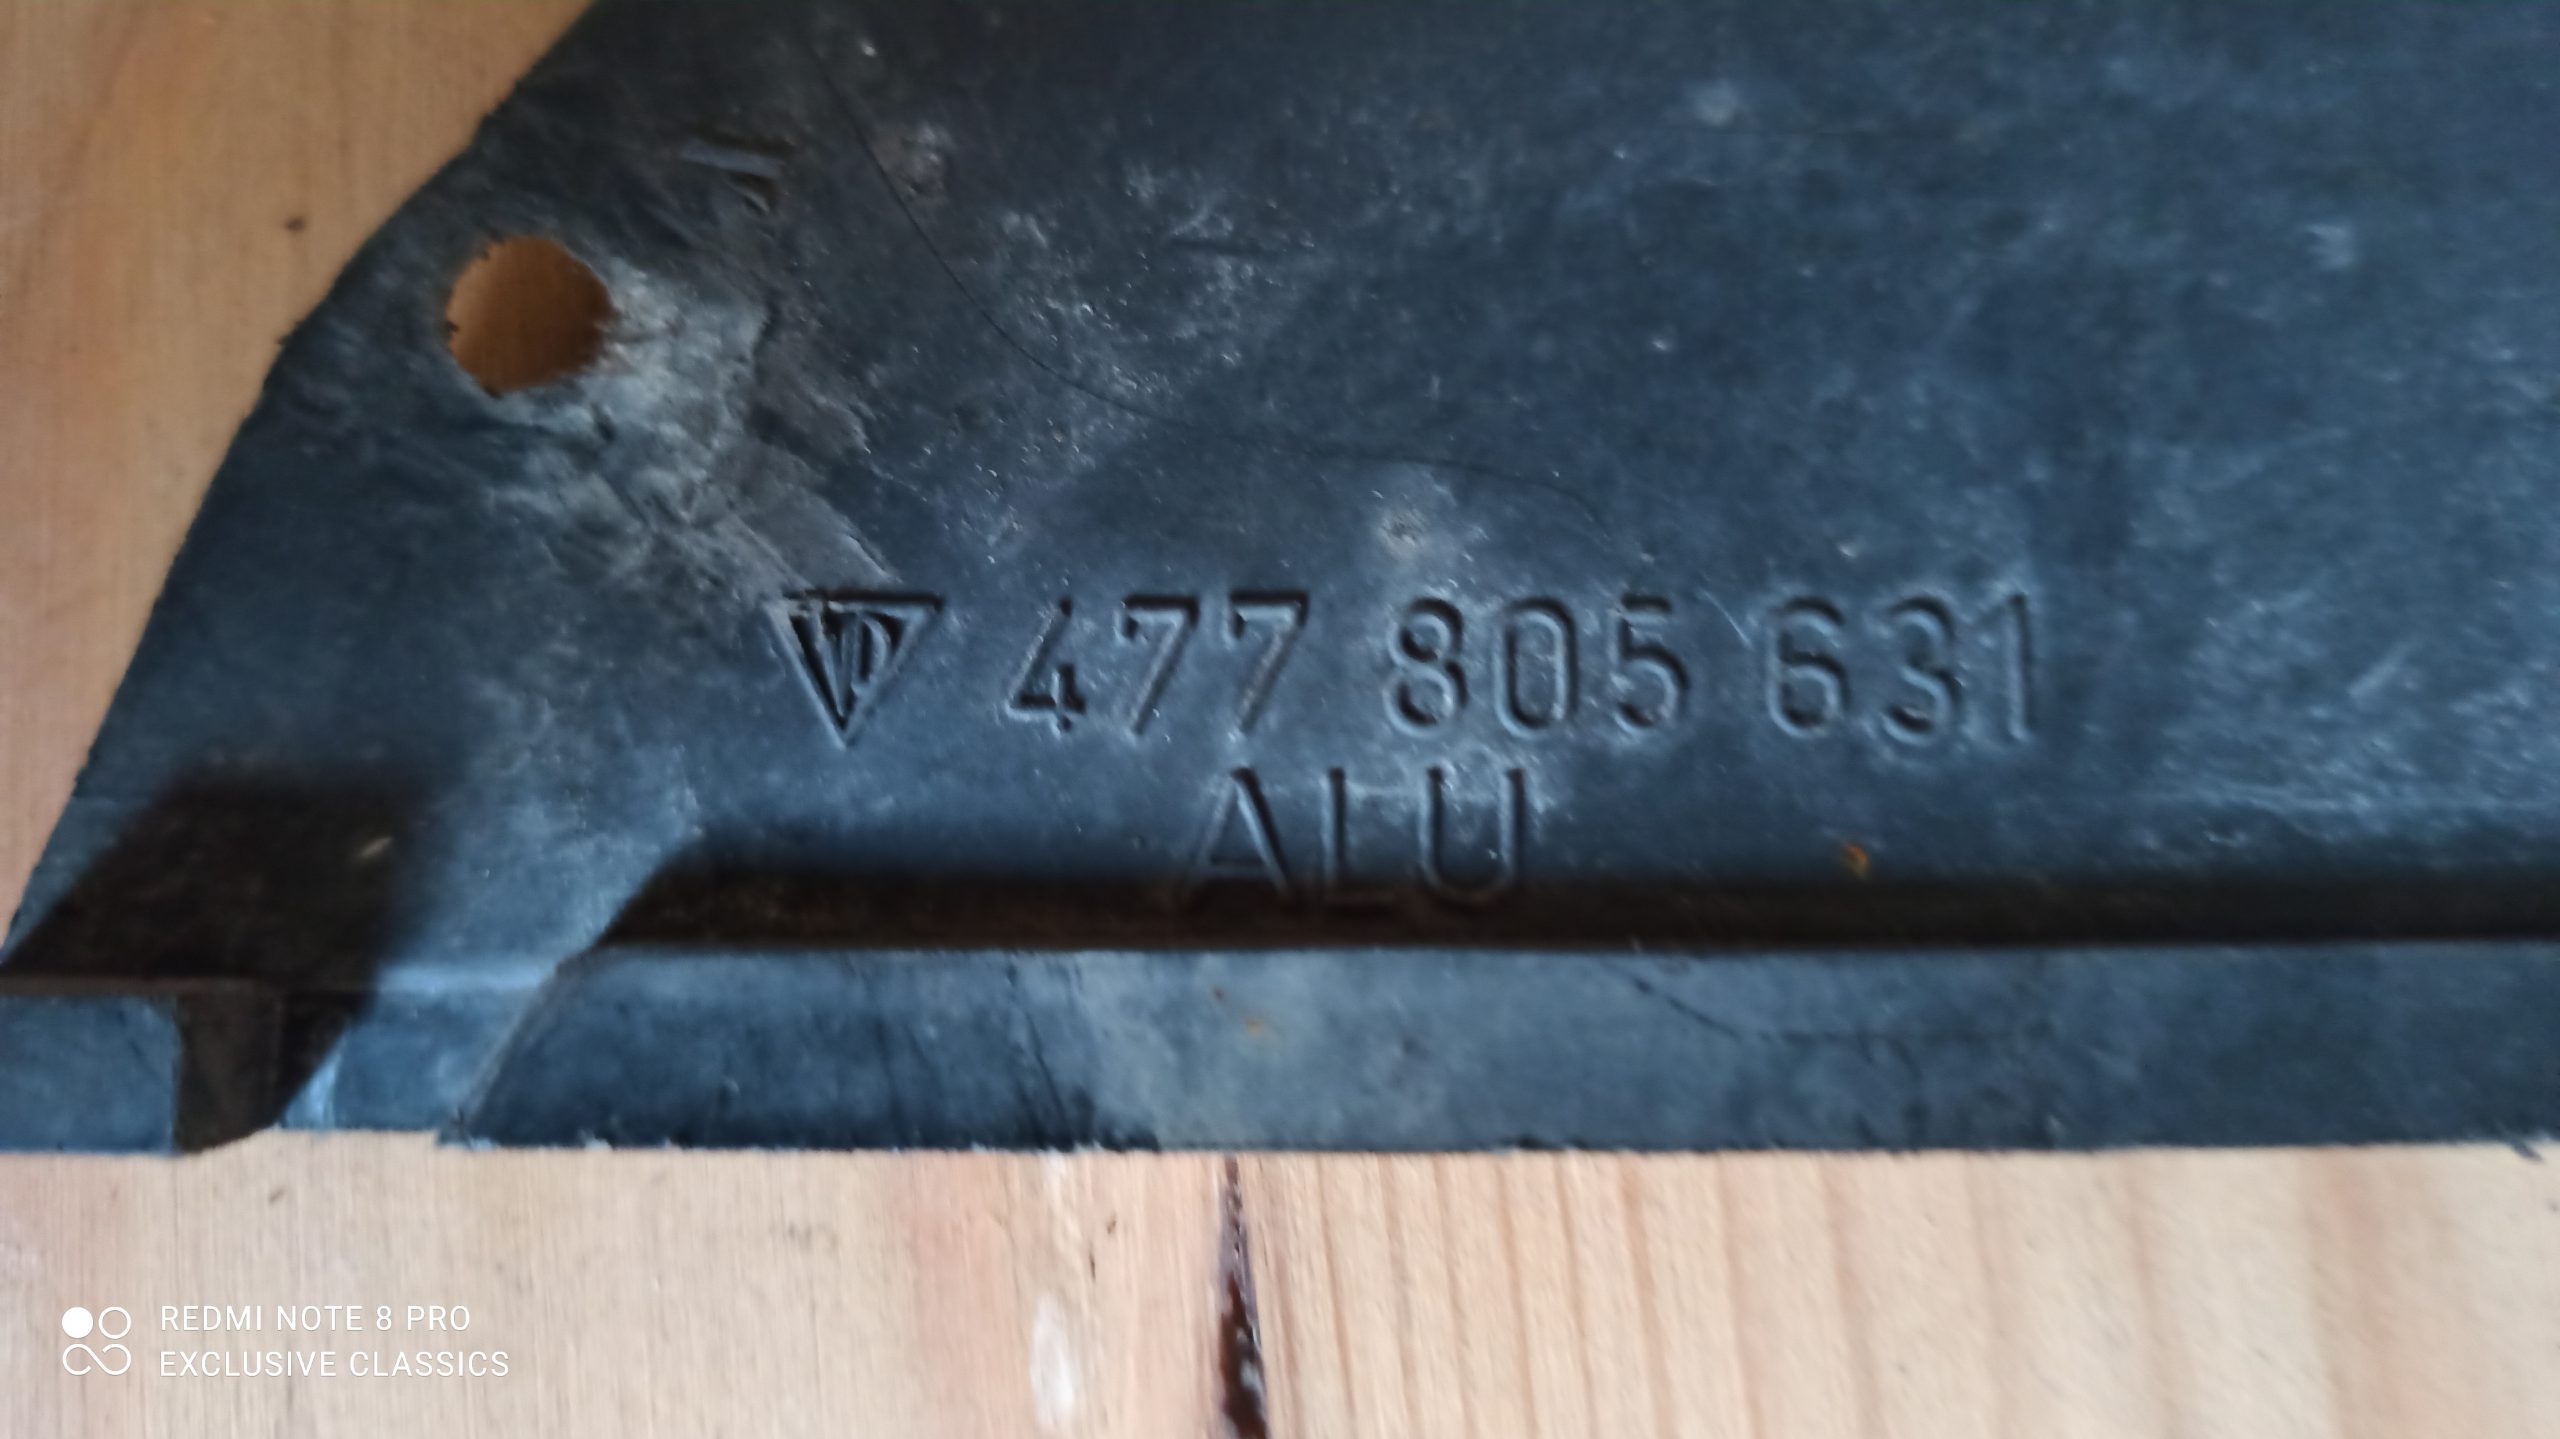 477 805 631
ALU
REDMI NOTE 8 PRO
EXCLUSIVE CLASSICS